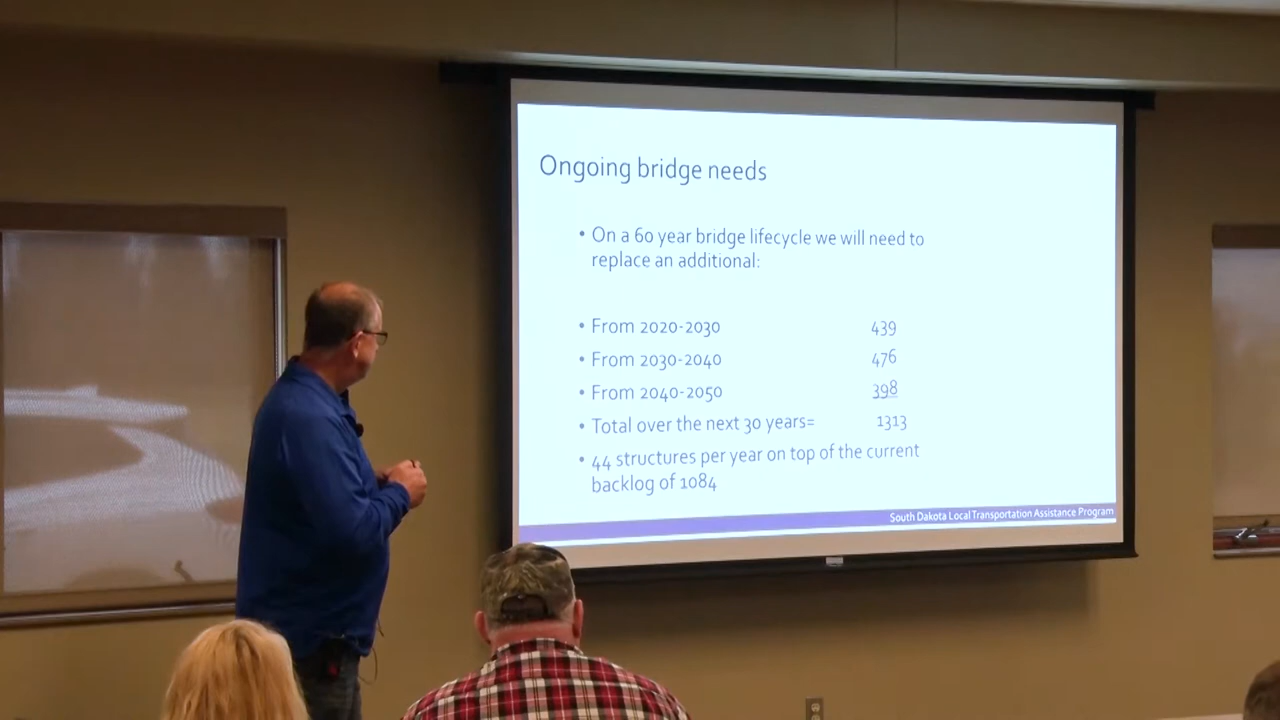 Ongoing bridge needs
• On a 60 year bridge lifecycle we will need to
replace an additional:
• From 2020-2030 439
• From 2030-2040 476
• From 2040-2050 398
• Total over the next 30 years= 1313
• 44 structures per year on top of the current
backlog of 1084
South Dakota Local Transportation Assistance Program